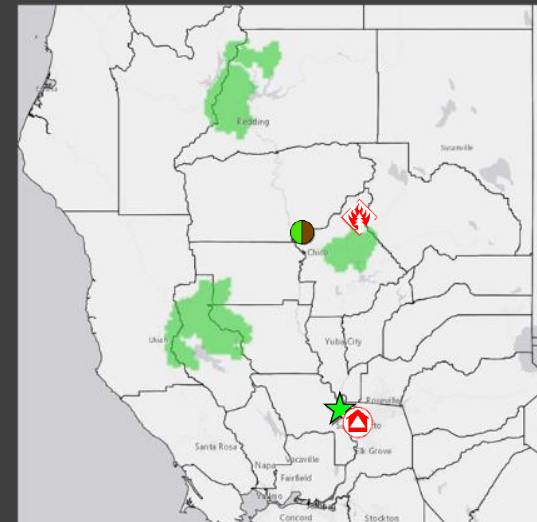 Redding
Susanville
Chico
Ukiah
Yuba City
Roseville
Elk Grove
Santa Rosa
Vacaville
Napa
Fairfield
Vallejo
Concord
Stockton